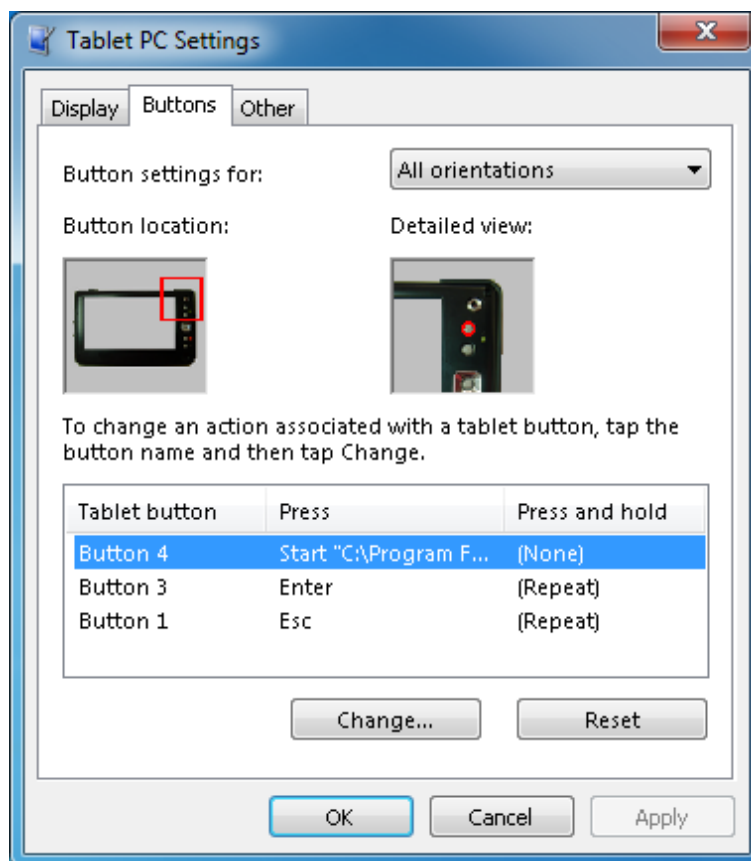 Tablet PC Settings
Display Buttons Other
Button settings for: All orientations
Button location: Detailed view:
To change an action associated with a tablet button, tap the
button name and then tap Change.
Tablet button Press Press and hold
Button 4 Start "C:\Program F... (None)
Button 3 Enter (Repeat)
Button 1 Esc (Repeat)
Change... Reset
OK Cancel Apply